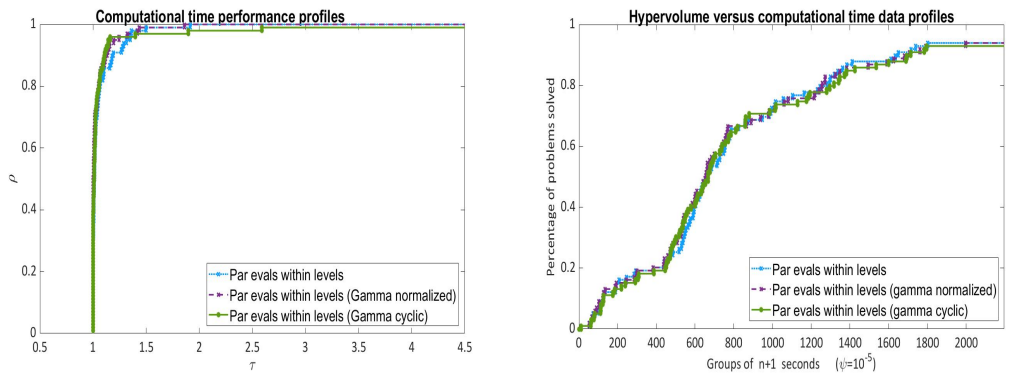 Computational time performance profiles
1
0.8
0.6
0.4
0.2
0
ρ
0.5
1
1.5
2
2.5
3
3.5
4
4.5
τ
Par evals within levels
Par evals within levels (Gamma normalized)
Par evals within levels (Gamma cyclic)
Hypervolume versus computational time data profiles
1
0.8
0.6
0.4
0.2
0
Percentage of problems solved
0
200
400
600
800
1000
1200
1400
1600
1800
2000
Groups of n+1 seconds (ψ=10⁻⁵)
Par evals within levels
Par evals within levels (gamma normalized)
Par evals within levels (gamma cyclic)